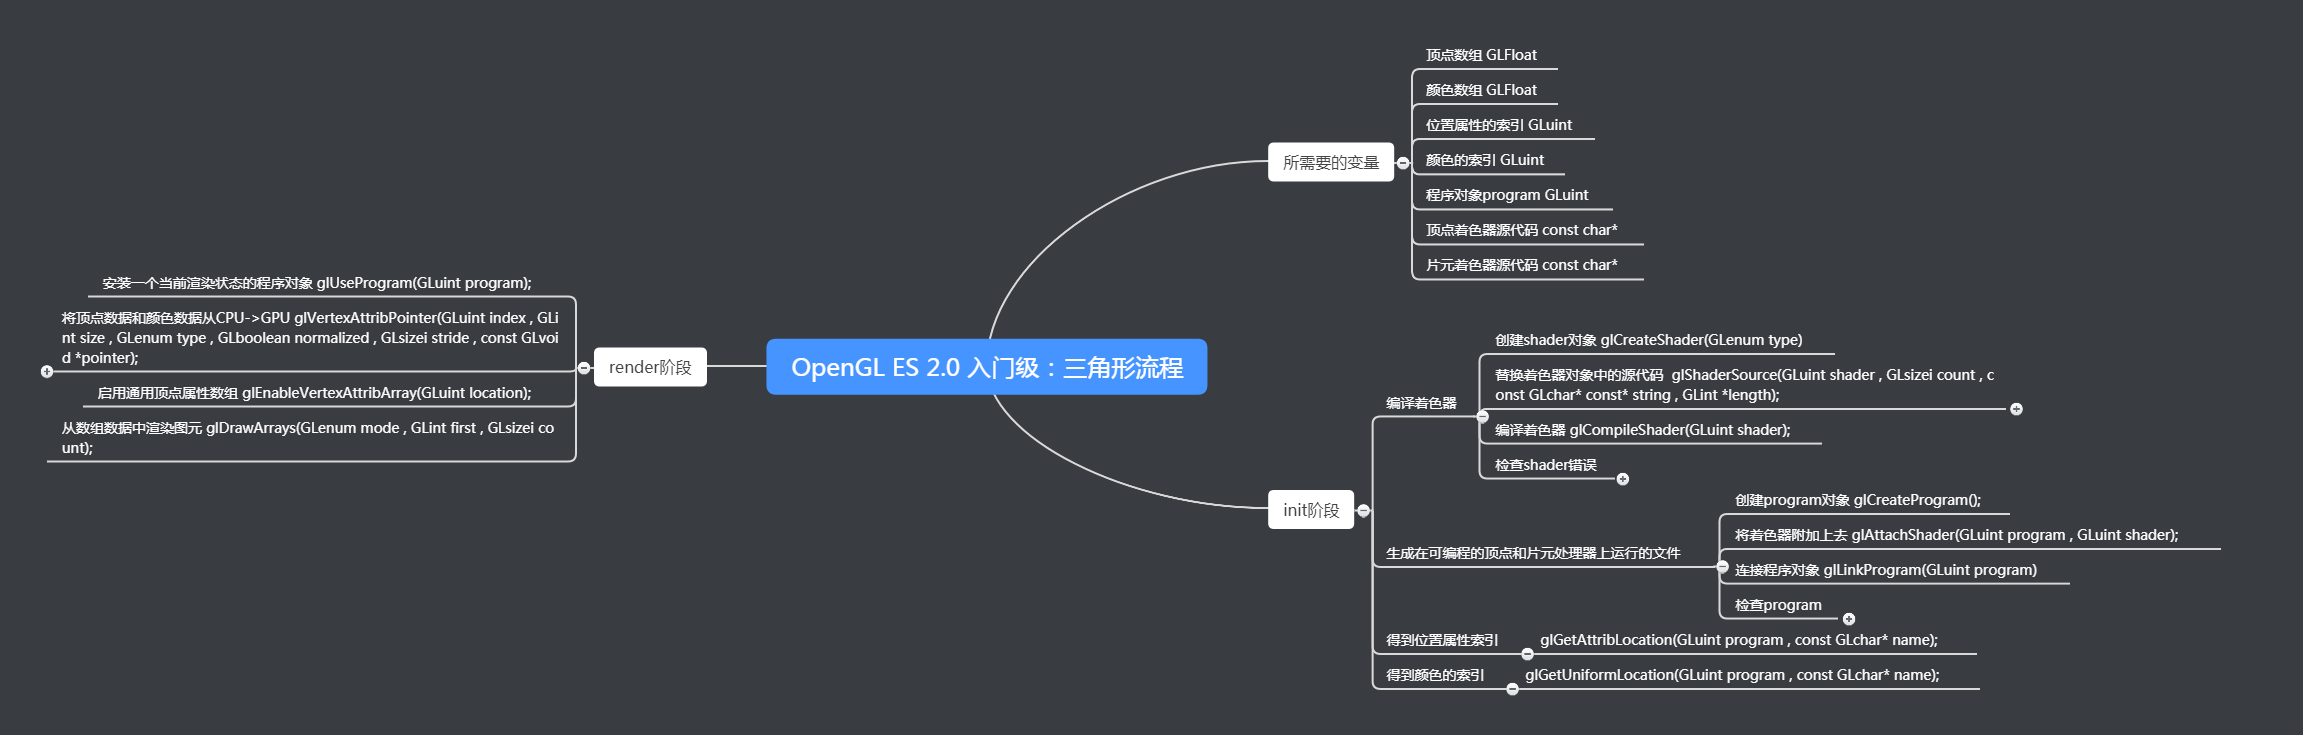 OpenGL ES 2.0 入门级：三角形流程
所需要的变量
顶点数组 GLFloat
颜色数组 GLFloat
位置属性的索引 GLuint
颜色的索引 GLuint
程序对象program GLuint
顶点着色器源代码 const char*
片元着色器源代码 const char*
init阶段
编译着色器
创建shader对象 glCreateShader(GLenum type)
替换着色器对象中的源代码  glShaderSource(GLuint shader , GLsizei count , c
onst GLchar* const* string , GLint *length);
编译着色器 glCompileShader(GLuint shader);
检查shader错误
生成在可编程的顶点和片元处理器上运行的文件
创建program对象 glCreateProgram();
将着色器附加上去 glAttachShader(GLuint program , GLuint shader);
连接程序对象 glLinkProgram(GLuint program)
检查program
得到位置属性索引
glGetAttribLocation(GLuint program , const GLchar* name);
得到颜色的索引
glGetUniformLocation(GLuint program , const GLchar* name);
render阶段
安装一个当前渲染状态的程序对象 glUseProgram(GLuint program);
将顶点数据和颜色数据从CPU->GPU glVertexAttribPointer(GLuint index , GLi
nt size , GLenum type , GLboolean normalized , GLsizei stride , const GLvoi
d *pointer);
启用通用顶点属性数组 glEnableVertexAttribArray(GLuint location);
从数组数据中渲染图元 glDrawArrays(GLenum mode , GLint first , GLsizei co
unt);